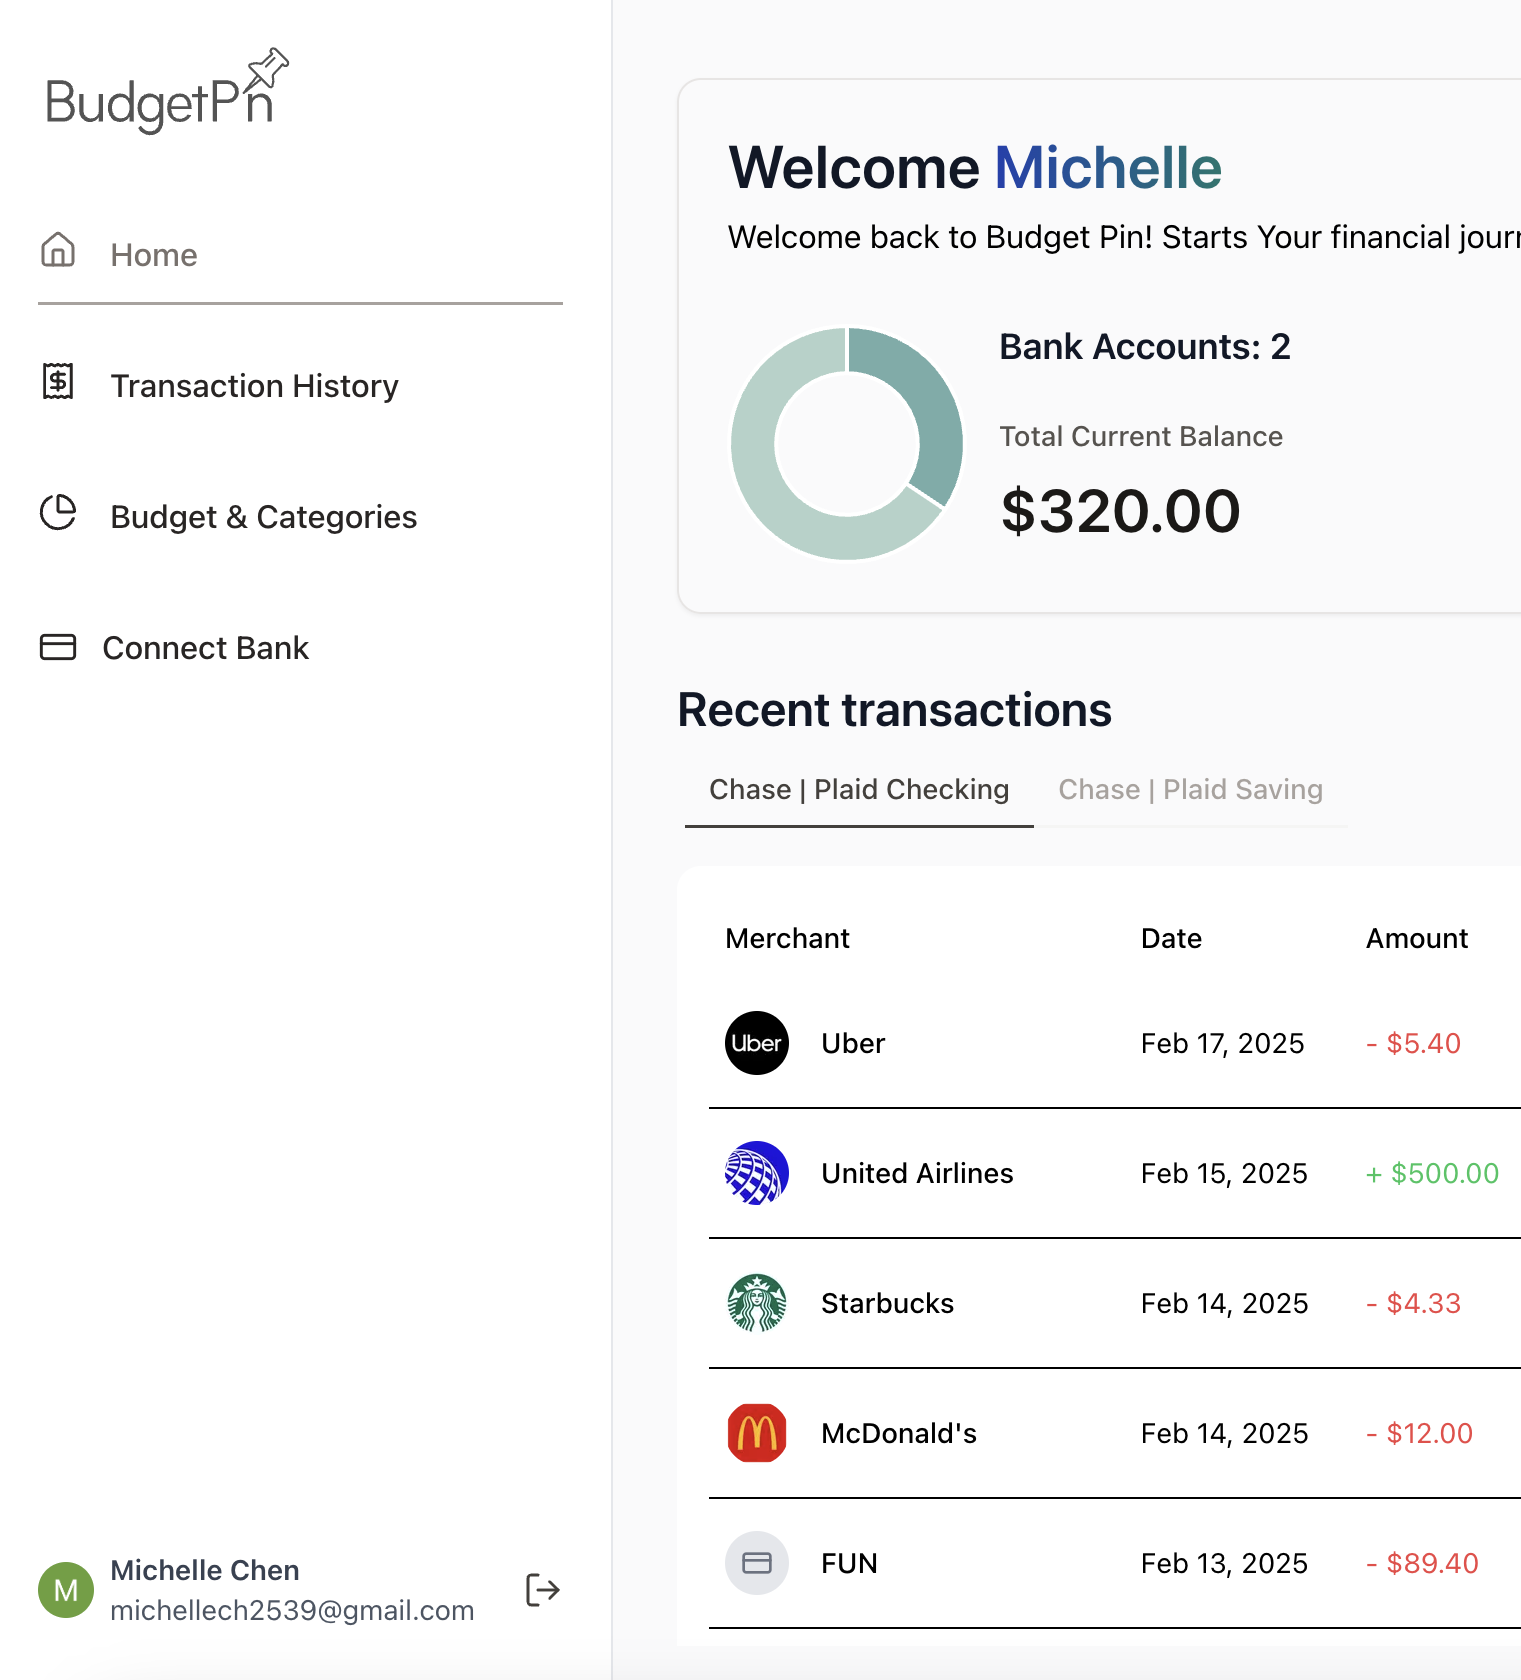 BudgetPin
Home
Transaction History
Budget & Categories
Connect Bank
Michelle Chen
M
michellech2539@gmail.com
Welcome Michelle
Welcome back to Budget Pin! Starts Your financial
Bank Accounts: 2
Total Current Balance
$320.00
Recent transactions
Chase | Plaid Checking Chase | Plaid Saving
Merchant Date Amount
Uber Uber Feb 17, 2025 - $5.40
United Airlines Feb 15, 2025 + $500.00
Starbucks Feb 14, 2025 - $4.33
McDonald's Feb 14, 2025 - $12.00
FUN Feb 13, 2025 - $89.40